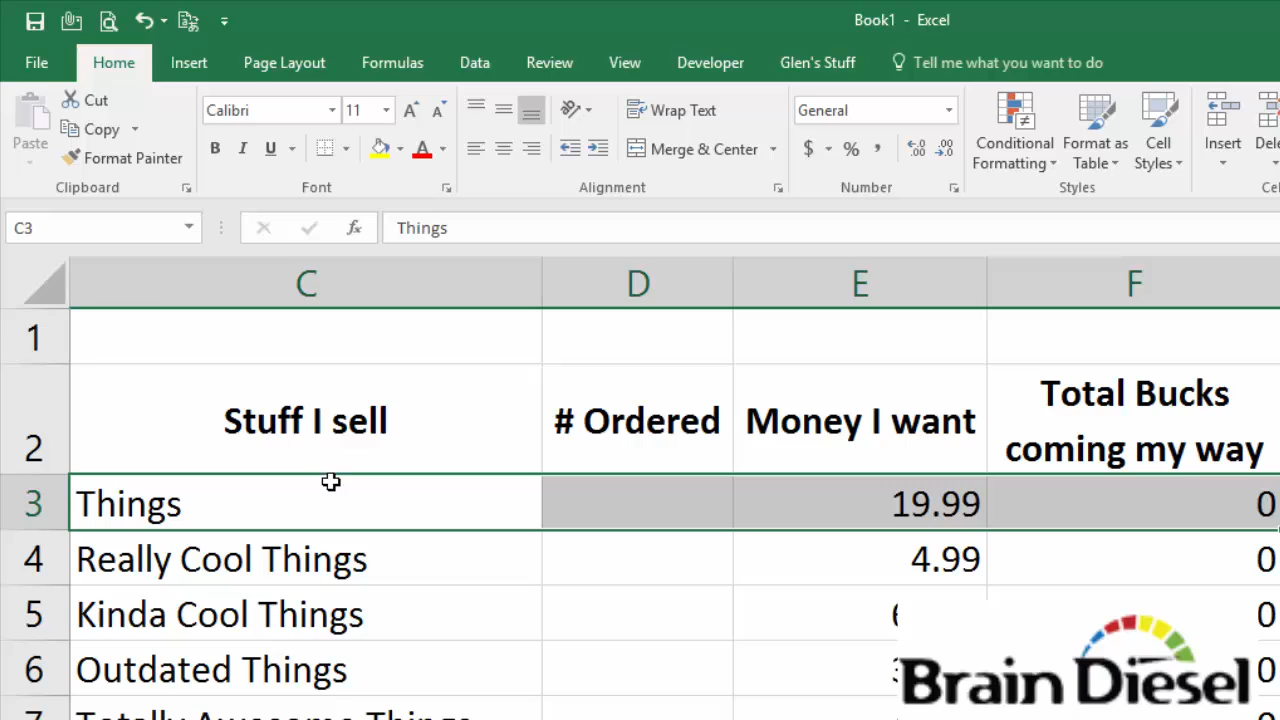 Book1 - Excel
File Home Insert Page Layout Formulas Data Review View Developer Glen's Stuff Tell me what you want to do
Cut
Copy
Format Painter
Paste
Clipboard
Calibri 11
B I U A
Font
Wrap Text
Merge & Center
Alignment
General
$ % ,
Number
Conditional Formatting
Format as Table
Cell Styles
Styles
Insert
C3 fx Things
C D E F
1
2 Stuff I sell # Ordered Money I want Total Bucks
coming my way
3 Things 19.99 0
4 Really Cool Things 4.99 0
5 Kinda Cool Things 0
6 Outdated Things 0
Totally Awesome Things
Brain Diesel